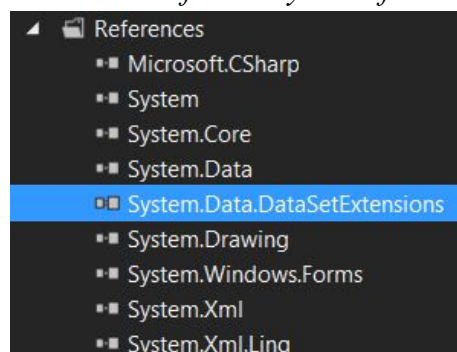 References
Microsoft.CSharp
System
System.Core
System.Data
System.Data.DataSetExtensions
System.Drawing
System.Windows.Forms
System.Xml
System.Xml.Linq